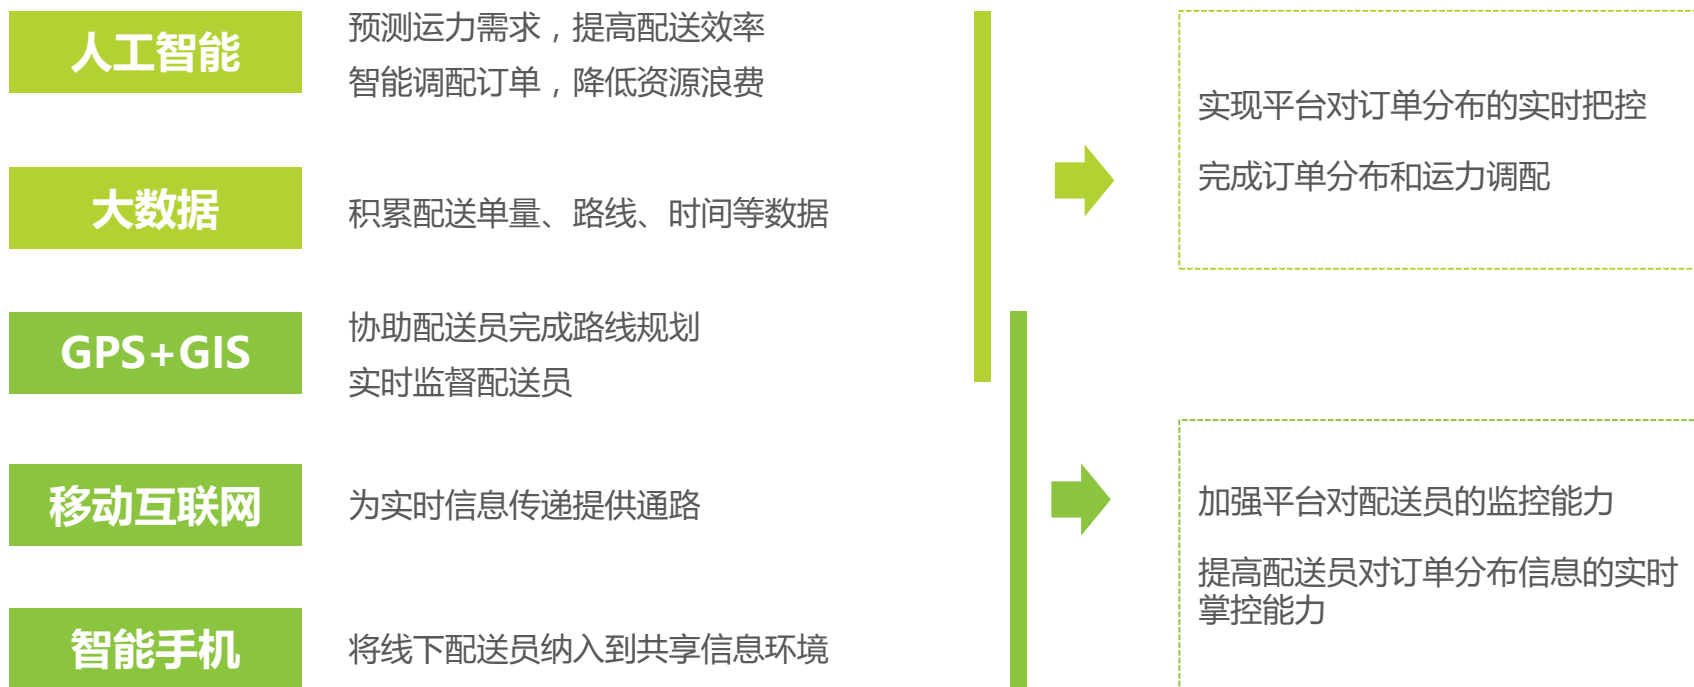 人工智能
预测运力需求，提高配送效率
智能调配订单，降低资源浪费
大数据
积累配送单量、路线、时间等数据
GPS+GIS
协助配送员完成路线规划
实时监督配送员
移动互联网
为实时信息传递提供通路
智能手机
将线下配送员纳入到共享信息环境
实现平台对订单分布的实时把控
完成订单分布和运力调配
加强平台对配送员的监控能力
提高配送员对订单分布信息的实时
掌控能力